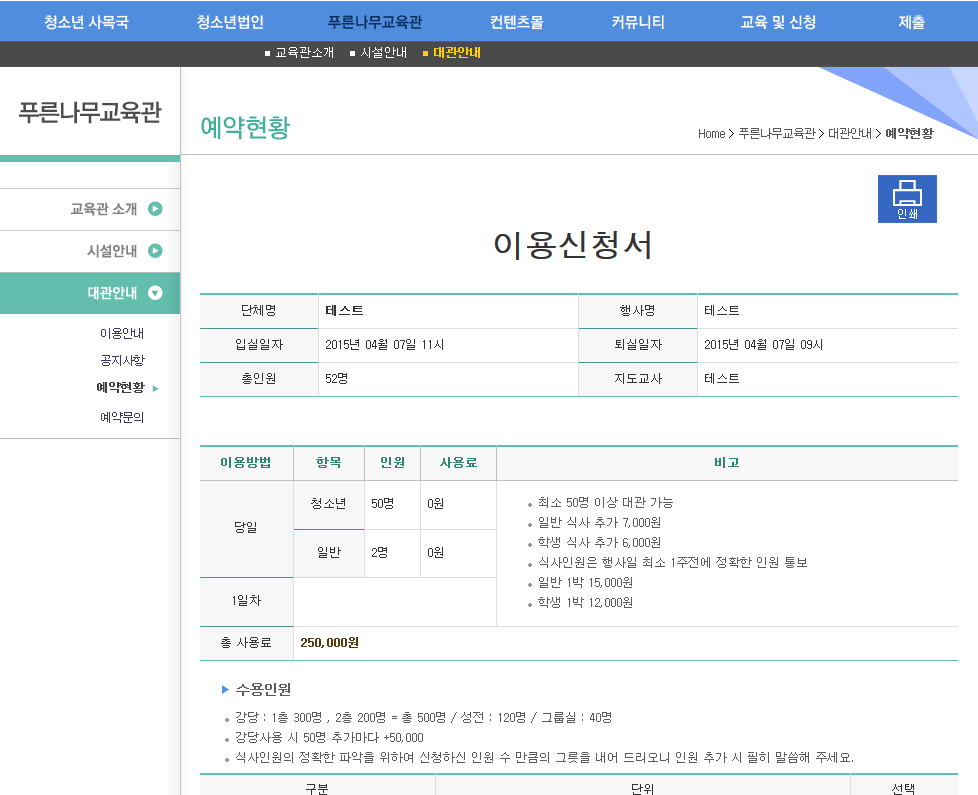 청소년 사목국 청소년법인 푸른나무교육관 컨텐츠몰 커뮤니티 교육 및 신청 제출
교육관소개 시설안내 대관안내
푸른나무교육관
예약현황
Home > 푸른나무교육관 > 대관안내 > 예약현황
교육관 소개
시설안내
대관안내
이용안내
공지사항
예약현황
예약문의
인쇄
이용신청서
단체명 테스트 행사명 테스트
입실일자 2015년 04월 07일 11시 퇴실일자 2015년 04월 07일 09시
총인원 52명 지도교사 테스트
이용방법 항목 인원 사용료 비고
당일 청소년 50명 0원
일반 2명 0원
1일차
최소 50명 이상 대관 가능
일반 식사 추가 7,000원
학생 식사 추가 6,000원
식사인원은 행사일 최소 1주전에 정확한 인원 통보
일반 1박 15,000원
학생 1박 12,000원
총 사용료 250,000원
수용인원
강당 : 1층 300명 , 2층 200명 = 총 500명 / 성전 : 120명 / 그룹실 : 40명
강당사용 시 50명 추가마다 +50,000
식사인원의 정확한 파악을 위하여 신청하신 인원 수 만큼의 그릇을 내어 드리오니 인원 추가 시 필히 말씀해 주세요.
구분 단위 선택